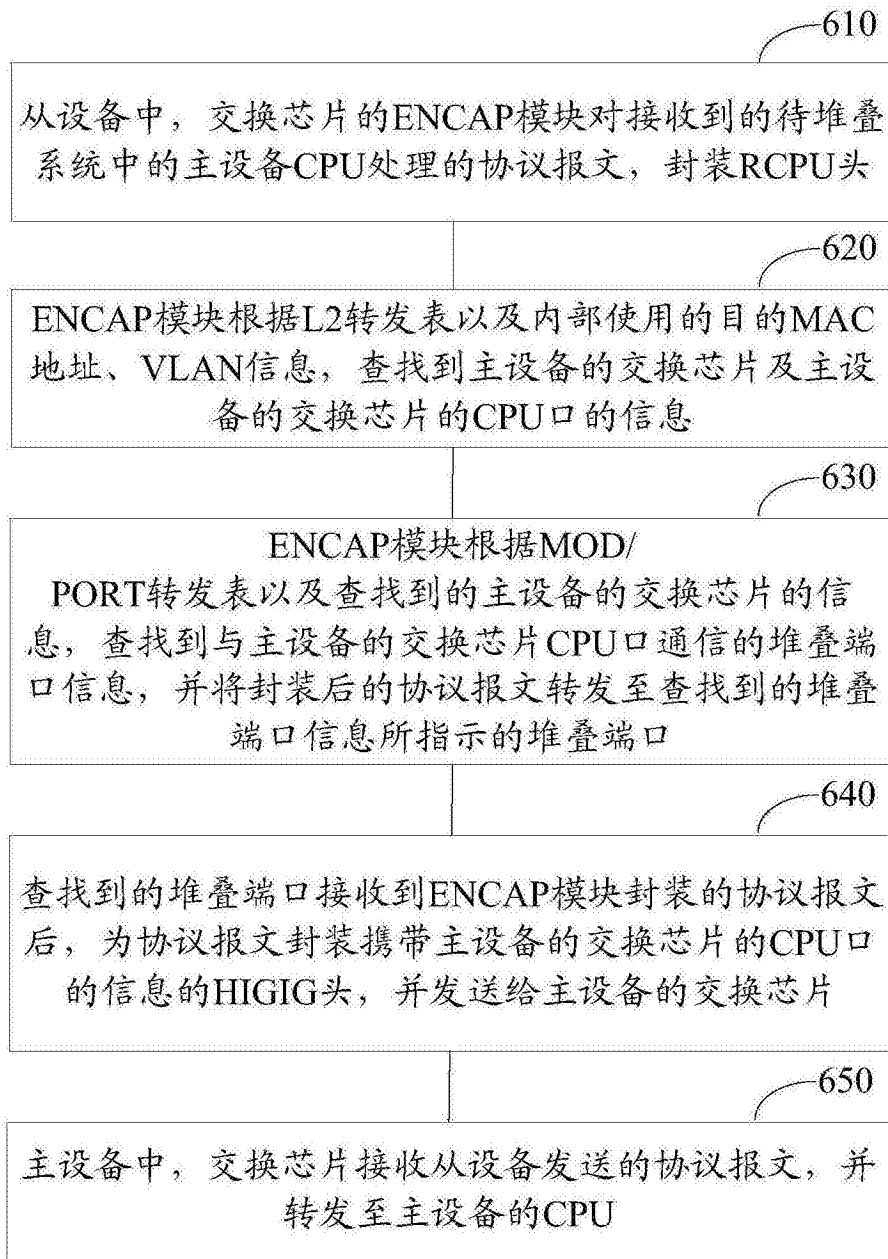 610
从设备中，交换芯片的ENCAP模块对接收到的待堆叠
系统中的主设备CPU处理的协议报文，封装RCPU头
620
ENCAP模块根据L2转发表以及内部使用的目的MAC
地址、VLAN信息，查找到主设备的交换芯片及主设
备的交换芯片的CPU口的信息
630
ENCAP模块根据MOD/
PORT转发表以及查找到的主设备的交换芯片的信
息，查找到与主设备的交换芯片CPU口通信的堆叠端
口信息，并将封装后的协议报文转发至查找到的堆叠
端口信息所指示的堆叠端口
640
查找到的堆叠端口接收到ENCAP模块封装的协议报文
后，为协议报文封装携带主设备的交换芯片的CPU口
的信息的HIGIG头，并发送给主设备的交换芯片
650
主设备中，交换芯片接收从设备发送的协议报文，并
转发至主设备的CPU